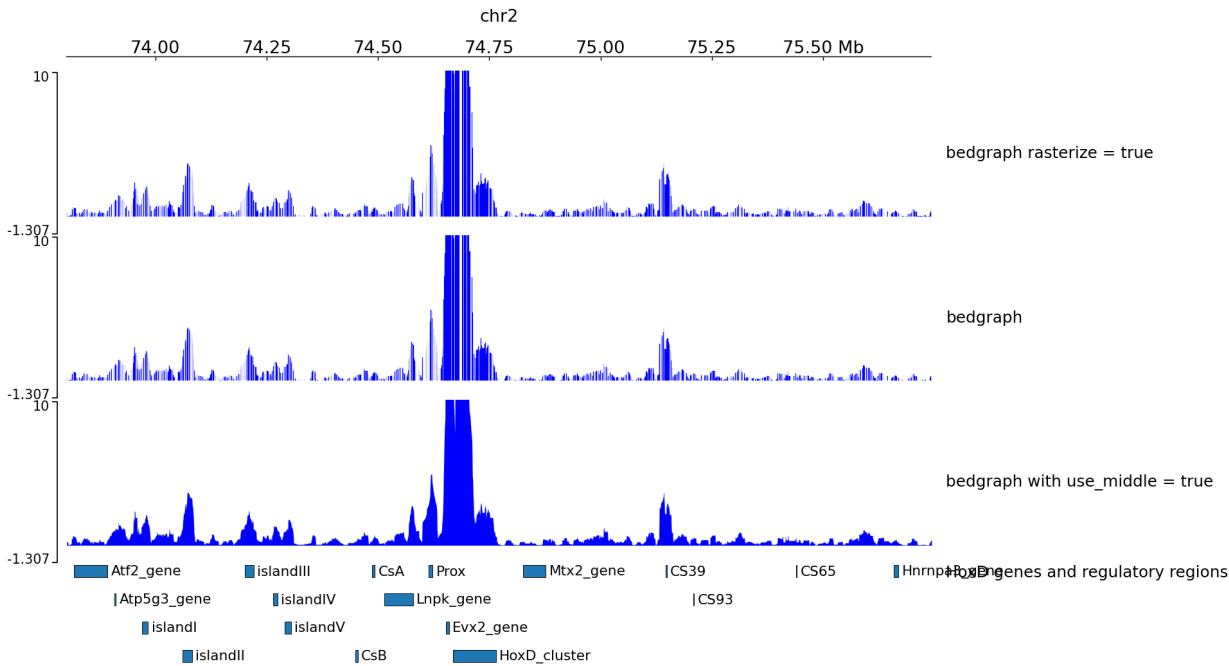 chr2
74.00 74.25 74.50 74.75 75.00 75.25 75.50 Mb
10
bedgraph rasterize = true
-1.307
10
bedgraph
-1.307
10
bedgraph with use_middle = true
-1.307
Atf2_gene islandIII CsA Prox Mtx2_gene CS39 CS65 Hnrnpa3_gene HoxD genes and regulatory regions
Atp5g3_gene islandIV Lnpk_gene CS93
islandI islandV Evx2_gene
islandII CsB HoxD_cluster